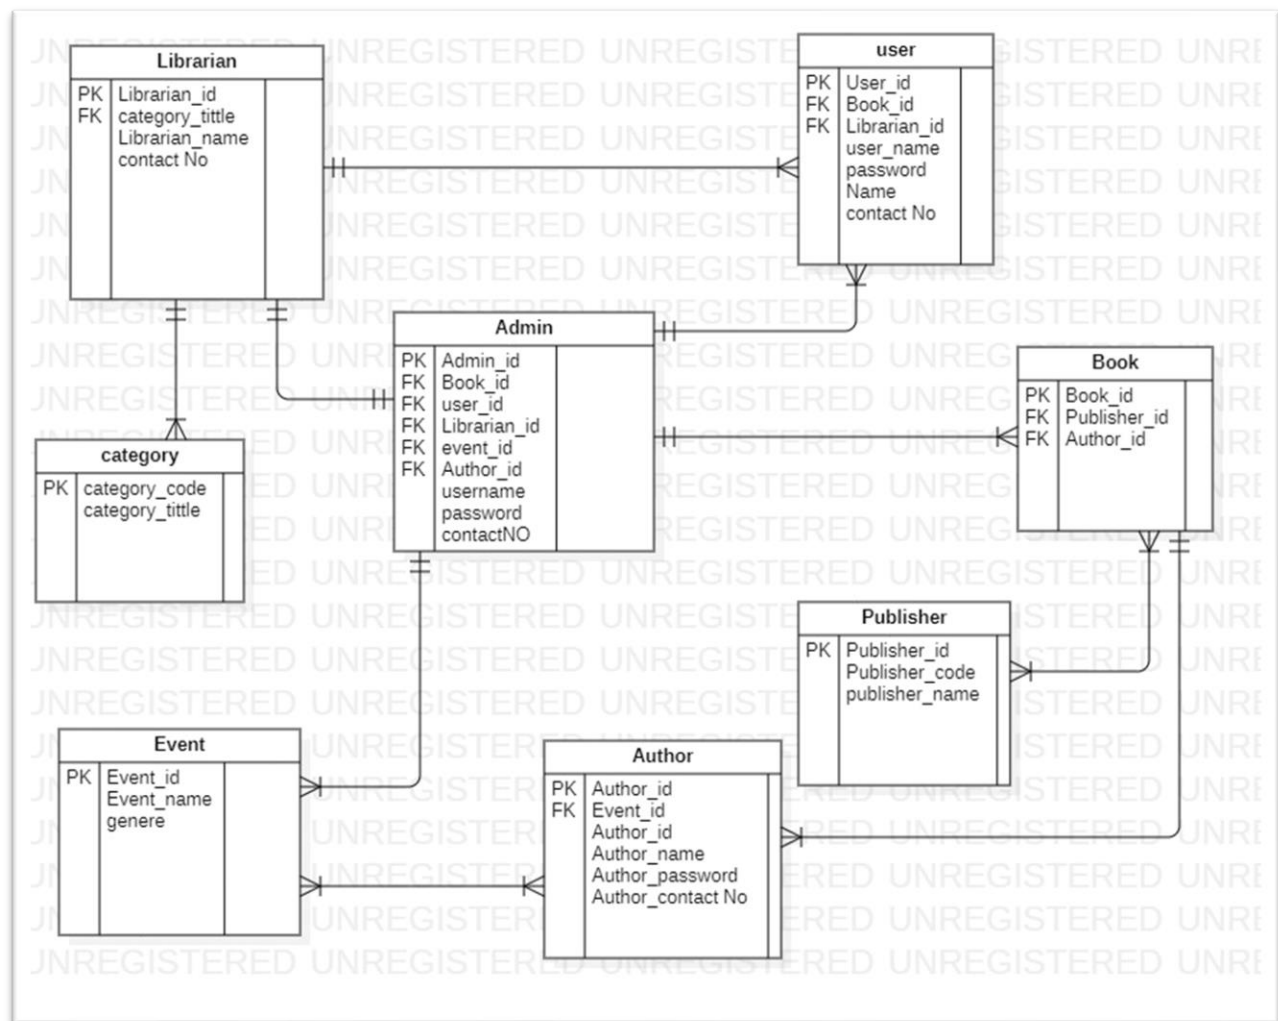 Librarian
PK Librarian_id
FK category_tittle
Librarian_name
contact No
user
PK User_id
FK Book_id
FK Librarian_id
user_name
password
Name
contact No
Admin
PK Admin_id
FK Book_id
FK user_id
FK Librarian_id
FK event_id
FK Author_id
username
password
contactNO
Book
PK Book_id
FK Publisher_id
FK Author_id
category
PK category_code
category_tittle
Publisher
PK Publisher_id
Publisher_code
publisher_name
Event
PK Event_id
Event_name
genere
Author
PK Author_id
FK Event_id
Author_id
Author_name
Author_password
Author_contact No
UNREGISTERED